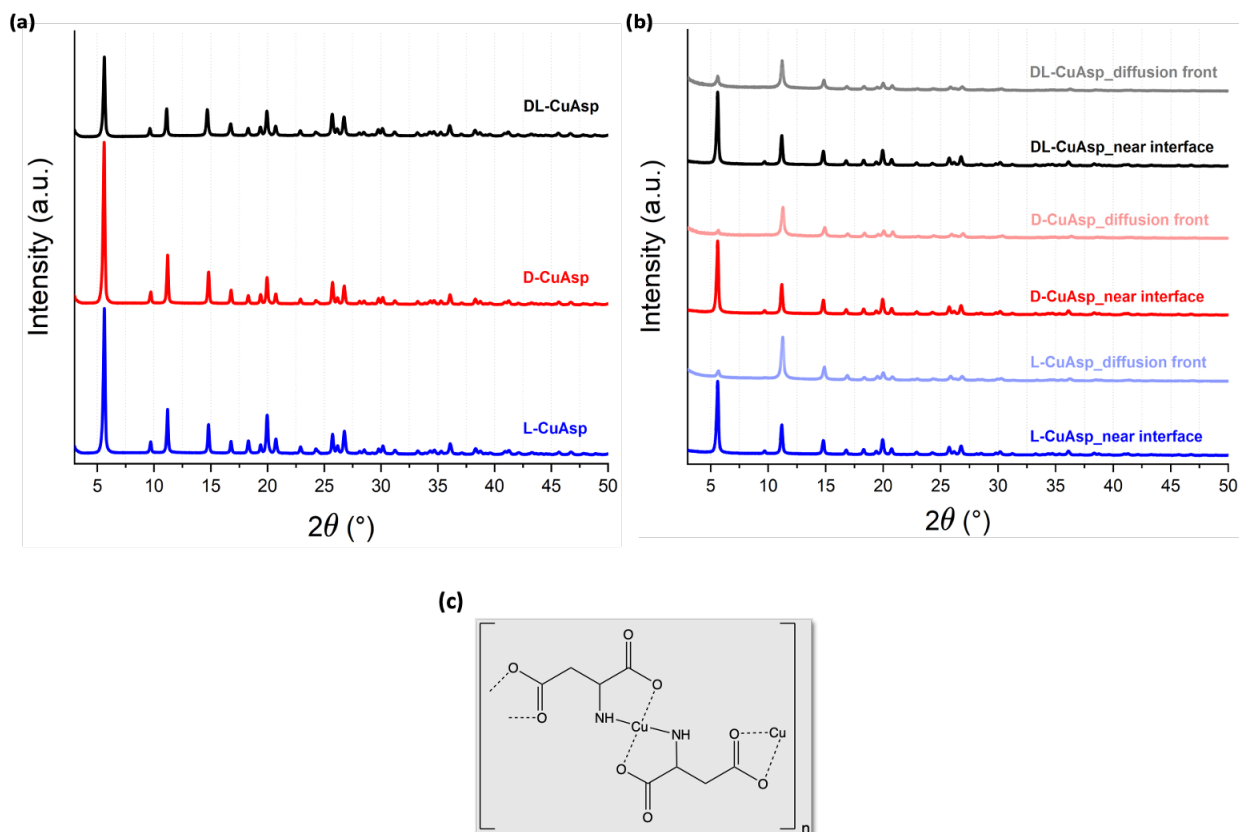 (a)
Intensity (a.u.)
DL-CuAsp
D-CuAsp
L-CuAsp
5 10 15 20 25 30 35 40 45 50
2θ (°)
(b)
Intensity (a.u.)
DL-CuAsp_diffusion front
DL-CuAsp_near interface
D-CuAsp_diffusion front
D-CuAsp_near interface
L-CuAsp_diffusion front
L-CuAsp_near interface
5 10 15 20 25 30 35 40 45 50
2θ (°)
(c)
O
O
O
O
NH
Cu
NH
O
Cu
O
O
O
n